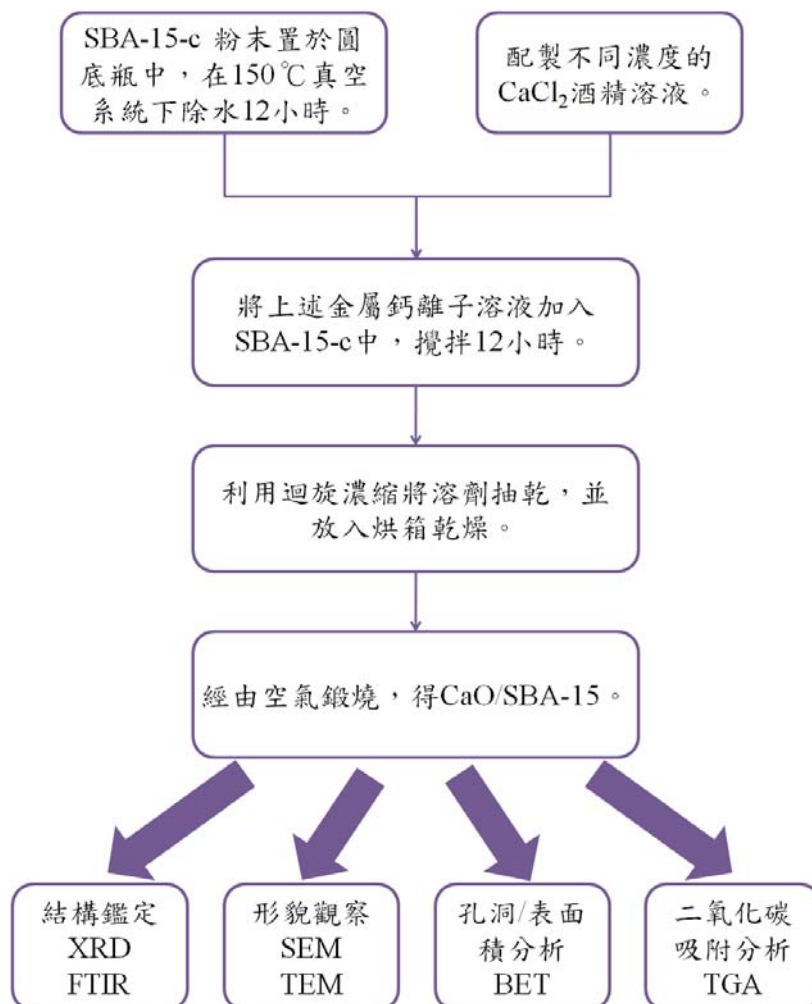 SBA-15-c 粉末置於圓
底瓶中，在150℃真空
系統下除水12小時。
配製不同濃度的
CaCl₂酒精溶液。
將上述金屬鈣離子溶液加入
SBA-15-c中，攪拌12小時。
利用迴旋濃縮將溶劑抽乾，並
放入烘箱乾燥。
經由空氣鍛燒，得CaO/SBA-15。
結構鑑定
XRD
FTIR
形貌觀察
SEM
TEM
孔洞/表面
積分析
BET
二氧化碳
吸附分析
TGA